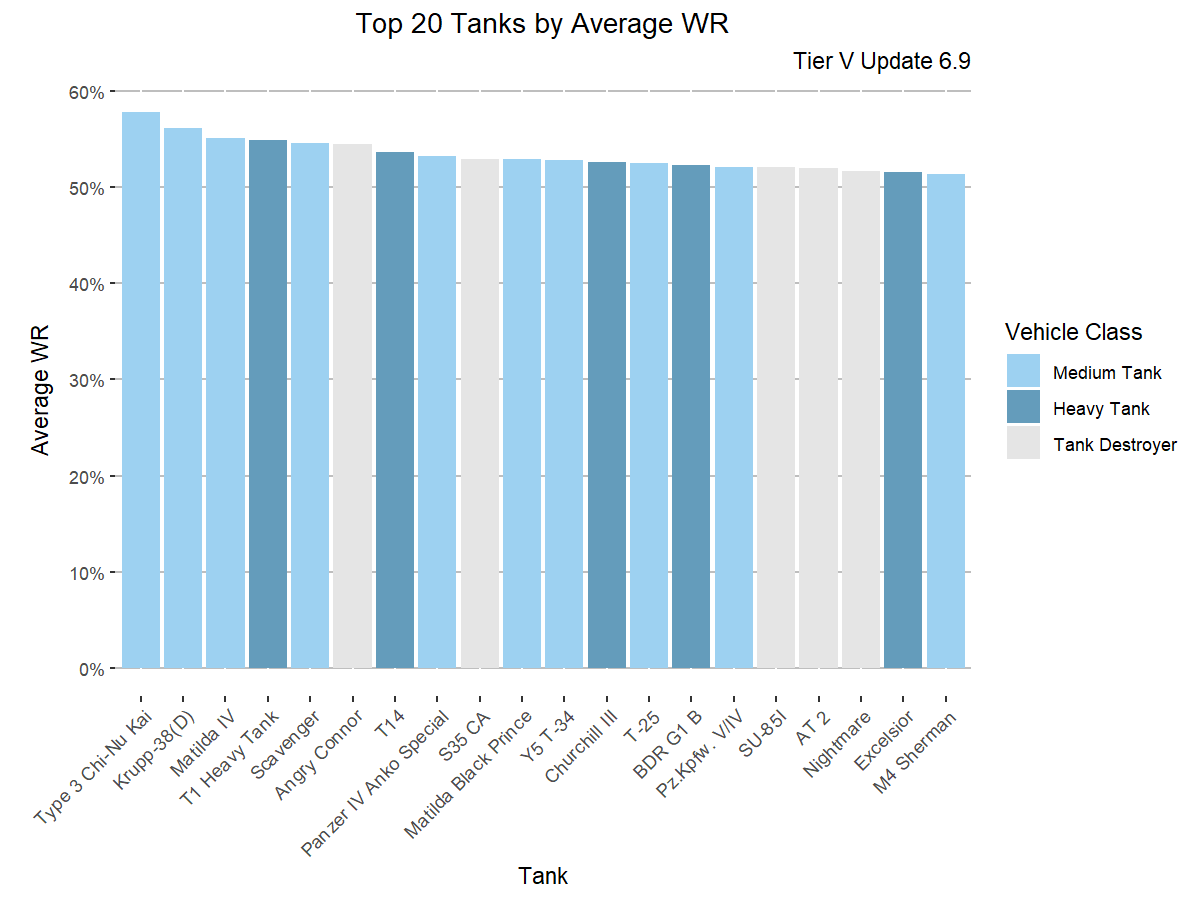 Top 20 Tanks by Average WR
Tier V Update 6.9
60%
50%
40%
30%
20%
10%
0%
Average WR
Type 3 Chi-Nu Kai
Krupp-38(D)
Matilda IV
T1 Heavy Tank
Scavenger
Angry Connor
T14
Panzer IV Anko Special
S35 CA
Matilda Black Prince
Y5 T-34
Churchill III
T-25
BDR G1 B
Pz.Kpfw. V/IV
SU-85I
AT 2
Nightmare
Excelsior
M4 Sherman
Tank
Vehicle Class
Medium Tank
Heavy Tank
Tank Destroyer